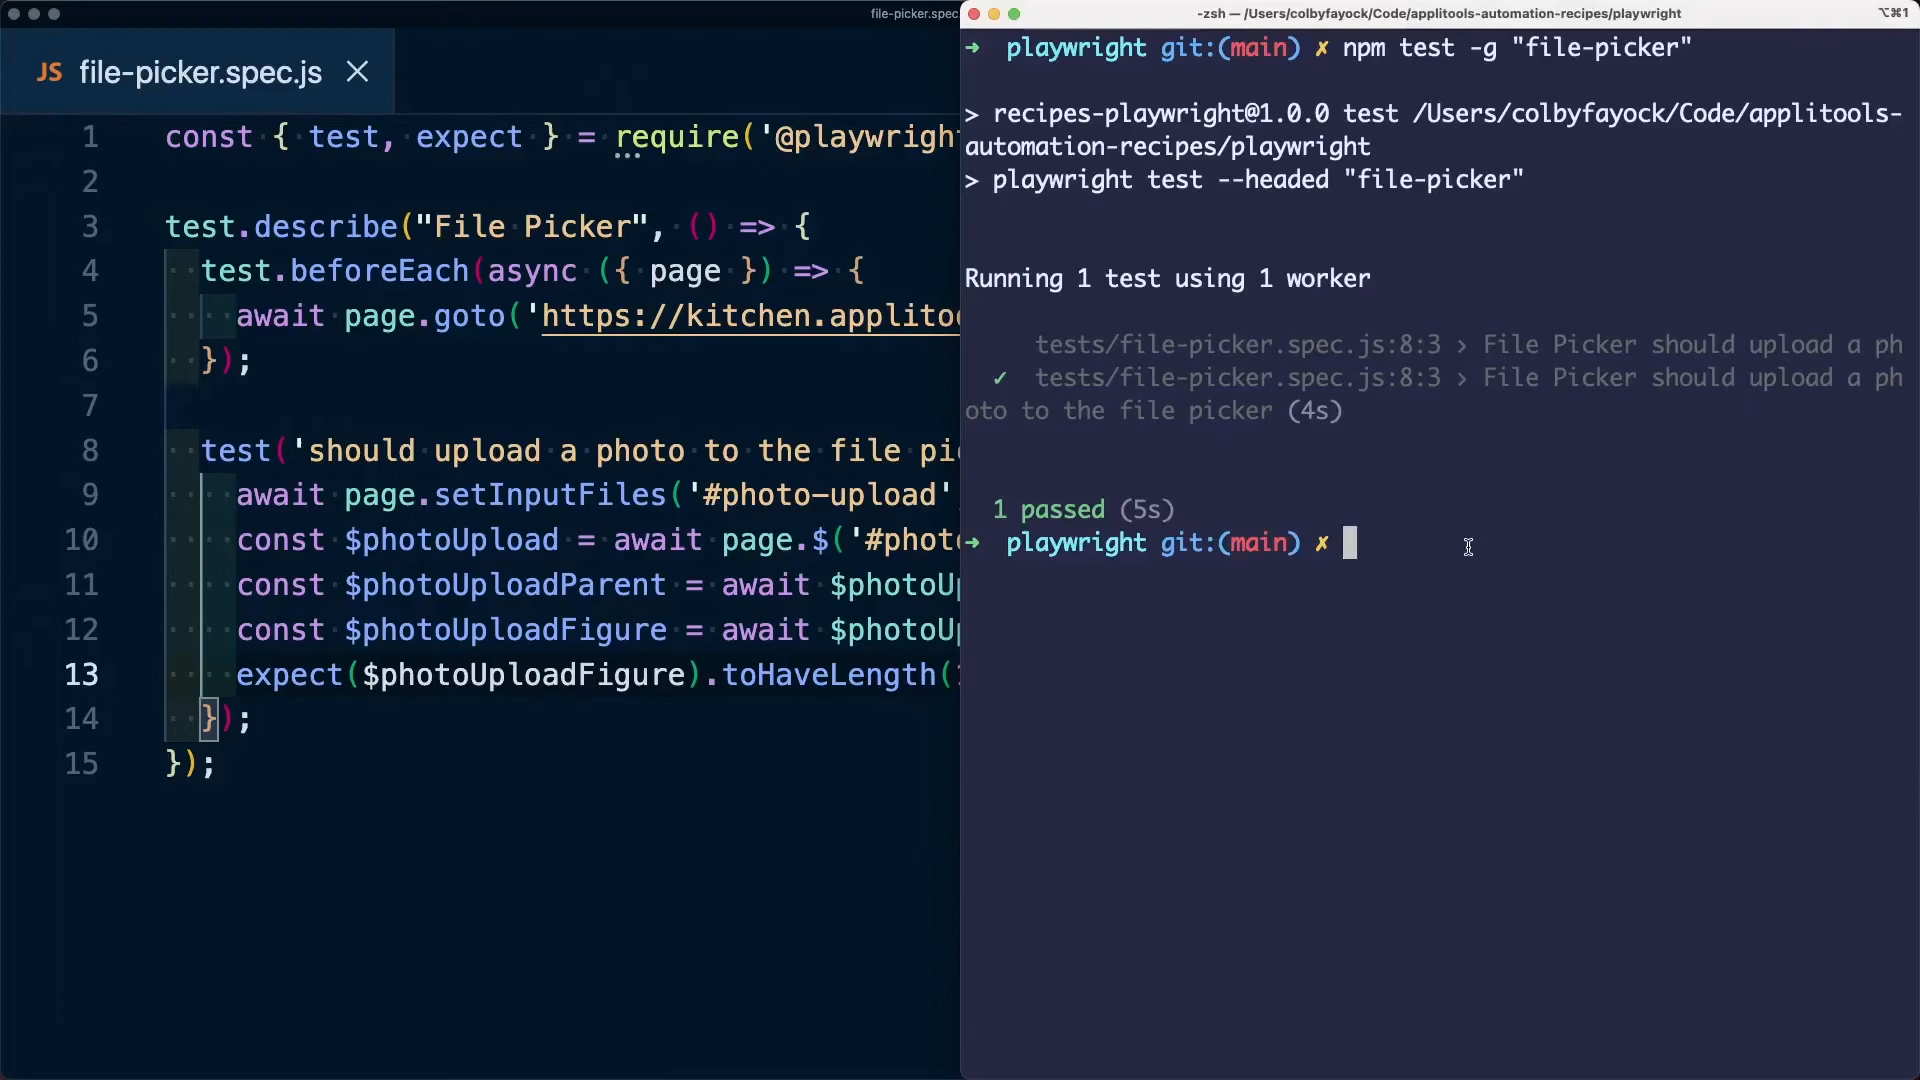 file-picker.spec.
JS file-picker.spec.js
1 const { test, expect } = require('@playwrigh
2
3 test.describe("File Picker", () => {
4 test.beforeEach(async ({ page }) => {
5 await page.goto('https://kitchen.applitoo
6 });
7
8 test('should upload a photo to the file pic
9 await page.setInputFiles('#photo-upload'
10 const $photoUpload = await page.$('#photo
11 const $photoUploadParent = await $photoUp
12 const $photoUploadFigure = await $photoUp
13 expect($photoUploadFigure).toHaveLength(
14 });
15 });
-zsh — /Users/colbyfayock/Code/applitools-automation-recipes/playwright
⌥⌘1
➜ playwright git:(main) ✗ npm test -g "file-picker"
> recipes-playwright@1.0.0 test /Users/colbyfayock/Code/applitools-
automation-recipes/playwright
> playwright test --headed "file-picker"
Running 1 test using 1 worker
tests/file-picker.spec.js:8:3 › File Picker should upload a ph
✓ tests/file-picker.spec.js:8:3 › File Picker should upload a ph
oto to the file picker (4s)
1 passed (5s)
➜ playwright git:(main) ✗